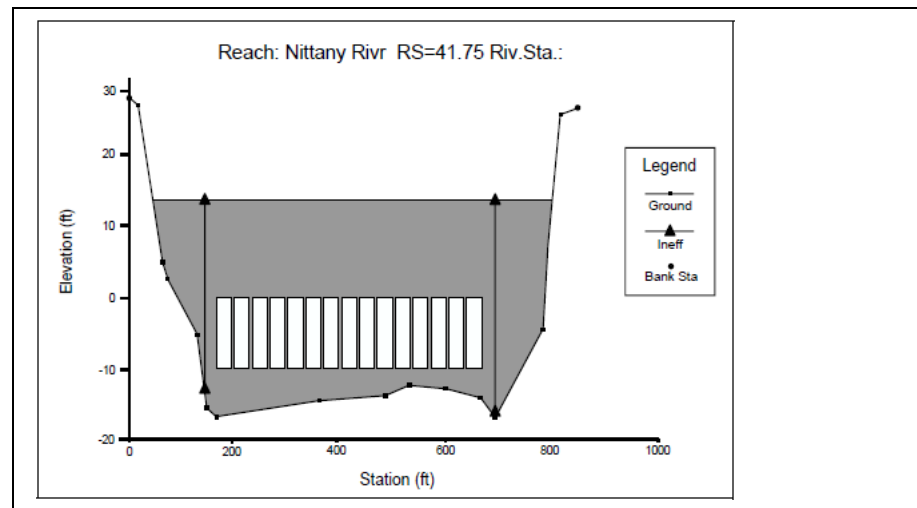 Reach: Nittany Rivr RS=41.75 Riv.Sta.:
30
20
10
0
-10
-20
Elevation (ft)
0
200
400
600
800
1000
Station (ft)
Legend
Ground
Ineff
Bank Sta